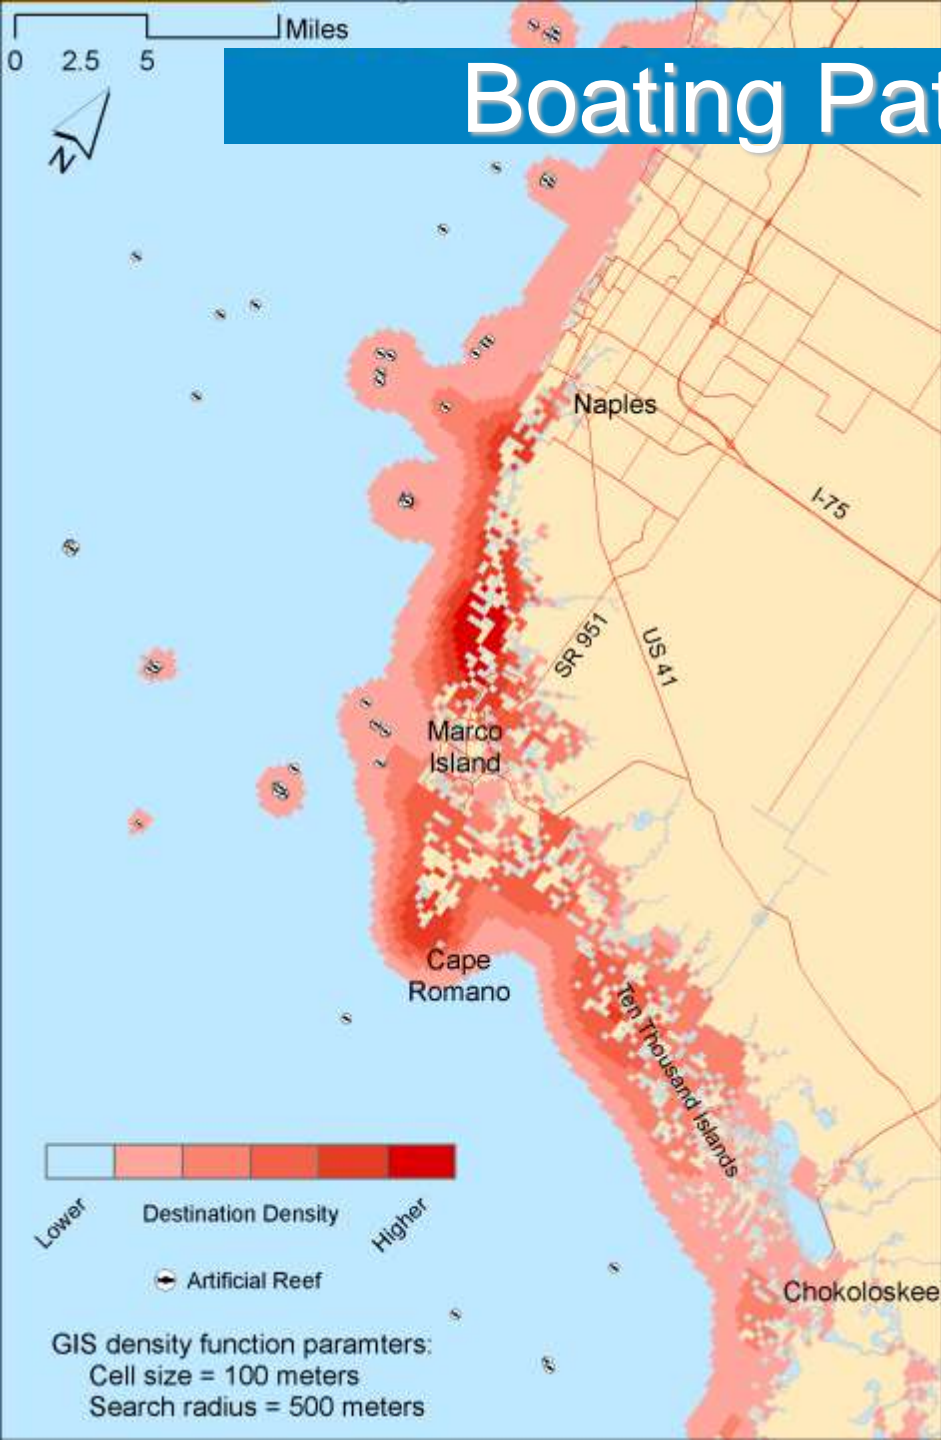 Miles
0 2.5 5
N
Boating Pat
Naples
I-75
SR 951
US 41
Marco
Island
Cape
Romano
Ten Thousand Islands
Lower
Destination Density
Higher
Artificial Reef
Chokoloskee
GIS density function paramters:
Cell size = 100 meters
Search radius = 500 meters